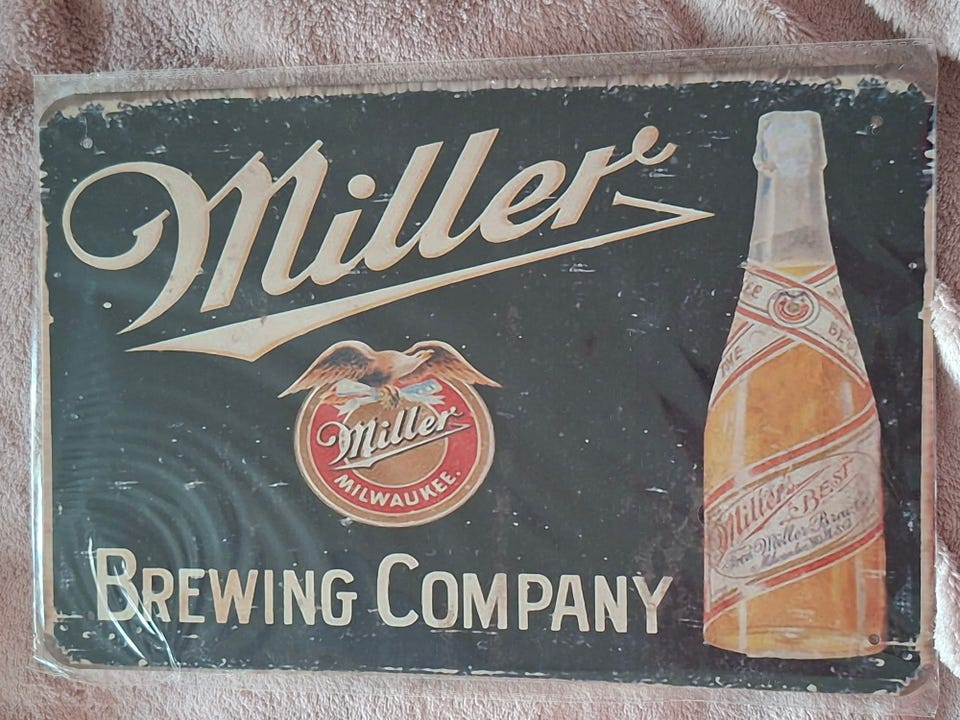 Miller
Miller
MILWAUKEE.
BREWING COMPANY
Miller's
BEST